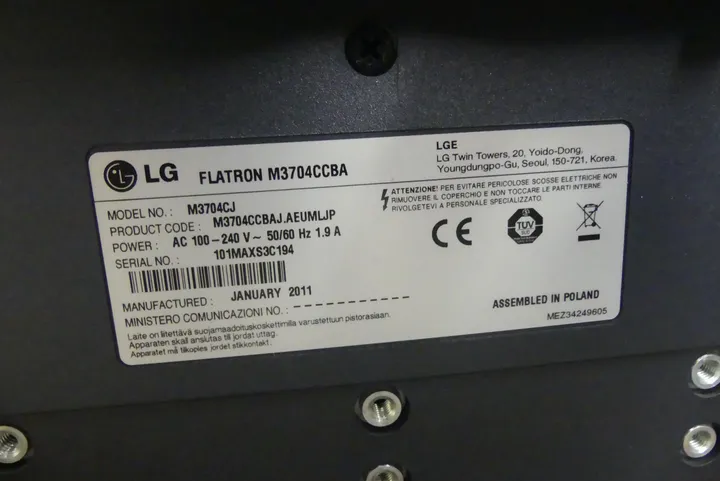 LG FLATRON M3704CCBA
LGE
LG Twin Towers, 20, Yoido-Dong,
Youngdungpo-Gu, Seoul, 150-721, Korea.
MODEL NO.: M3704CJ
PRODUCT CODE: M3704CCBAJ.AEUMLJP
POWER: AC 100-240 V~ 50/60 Hz 1.9 A
SERIAL NO.: 101MAXS3C194
ATTENZIONE! PER EVITARE PERICOLOSE SCOSSE ELETTRICHE NON
RIMUOVERE IL COPERCHIO E NON TOCCARE LE PARTI INTERNE.
RIVOLGETEVI A PERSONALE SPECIALIZZATO.
CE
TUV
SUD
MANUFACTURED: JANUARY 2011
MINISTERO COMUNICAZIONI NO.:
Laite on liitettävä suojamaadoituskoskettimilla varustettuun pistorasiaan.
Apparaten skall anslutas till jordat uttag.
Apparatet må tilkoples jordet stikkontakt.
ASSEMBLED IN POLAND
MEZ34249605